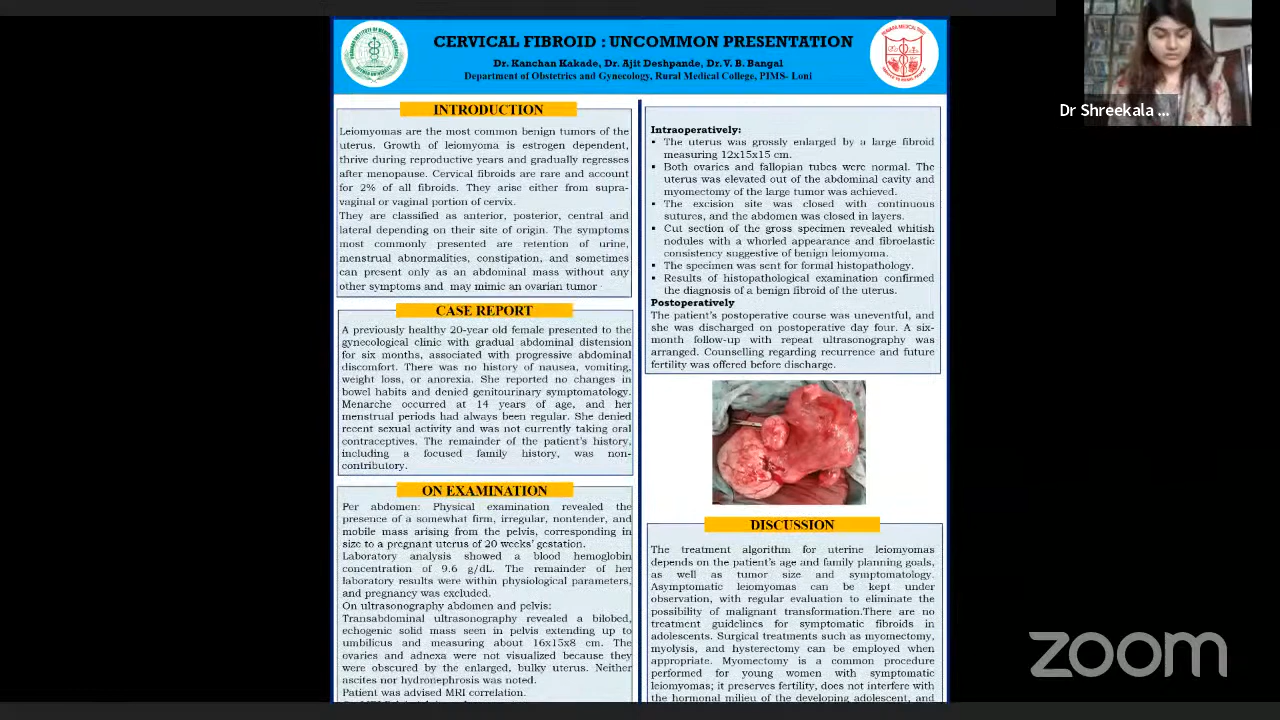 CERVICAL FIBROID : UNCOMMON PRESENTATION
Dr. Kanchan Kakade, Dr. Ajit Deshpande, Dr. V. B. Bangal
Department of Obstetrics and Gynecology, Rural Medical College, PIMS- Loni
Dr Shreekala ...
INTRODUCTION
Leiomyomas are the most common benign tumors of the
uterus. Growth of leiomyoma is estrogen dependent,
thrive during reproductive years and gradually regresses
after menopause. Cervical fibroids are rare and account
for 2% of all fibroids. They arise either from supra-
vaginal or vaginal portion of cervix.
They are classified as anterior, posterior, central and
lateral depending on their site of origin. The symptoms
most commonly presented are retention of urine,
menstrual abnormalities, constipation, and sometimes
can present only as an abdominal mass without any
other symptoms and may mimic an ovarian tumor
CASE REPORT
A previously healthy 20-year old female presented to the
gynecological clinic with gradual abdominal distension
for six months, associated with progressive abdominal
discomfort. There was no history of nausea, vomiting,
weight loss, or anorexia. She reported no changes in
bowel habits and denied genitourinary symptomatology.
Menarche occurred at 14 years of age, and her
menstrual periods had always been regular. She denied
recent sexual activity and was not currently taking oral
contraceptives. The remainder of the patient's history,
including a focused family history, was non-
contributory.
ON EXAMINATION
Per abdomen: Physical examination revealed the
presence of a somewhat firm, irregular, nontender, and
mobile mass arising from the pelvis, corresponding in
size to a pregnant uterus of 20 weeks' gestation.
Laboratory analysis showed a blood hemoglobin
concentration of 9.6 g/dL. The remainder of her
laboratory results were within physiological parameters,
and pregnancy was excluded.
On ultrasonography abdomen and pelvis:
Transabdominal ultrasonography revealed a bilobed,
echogenic solid mass seen in pelvis extending up to
umbilicus and measuring about 16x15x8 cm. The
ovaries and adnexa were not visualized because they
were obscured by the enlarged, bulky uterus. Neither
ascites nor hydronephrosis was noted.
Patient was advised MRI correlation.
Intraoperatively:
▪ The uterus was grossly enlarged by a large fibroid
measuring 12x15x15 cm.
▪ Both ovaries and fallopian tubes were normal. The
uterus was elevated out of the abdominal cavity and
myomectomy of the large tumor was achieved.
▪ The excision site was closed with continuous
sutures, and the abdomen was closed in layers.
▪ Cut section of the gross specimen revealed whitish
nodules with a whorled appearance and fibroelastic
consistency suggestive of benign leiomyoma.
▪ The specimen was sent for formal histopathology.
▪ Results of histopathological examination confirmed
the diagnosis of a benign fibroid of the uterus.
Postoperatively
The patient's postoperative course was uneventful, and
she was discharged on postoperative day four. A six-
month follow-up with repeat ultrasonography was
arranged. Counselling regarding recurrence and future
fertility was offered before discharge.
DISCUSSION
The treatment algorithm for uterine leiomyomas
depends on the patient's age and family planning goals,
as well as tumor size and symptomatology.
Asymptomatic leiomyomas can be kept under
observation, with regular evaluation to eliminate the
possibility of malignant transformation.There are no
treatment guidelines for symptomatic fibroids in
adolescents. Surgical treatments such as myomectomy,
myolysis, and hysterectomy can be employed when
appropriate. Myomectomy is a common procedure
performed for young women with symptomatic
leiomyomas; it preserves fertility, does not interfere with
the hormonal milieu of the developing adolescent, and
zoom